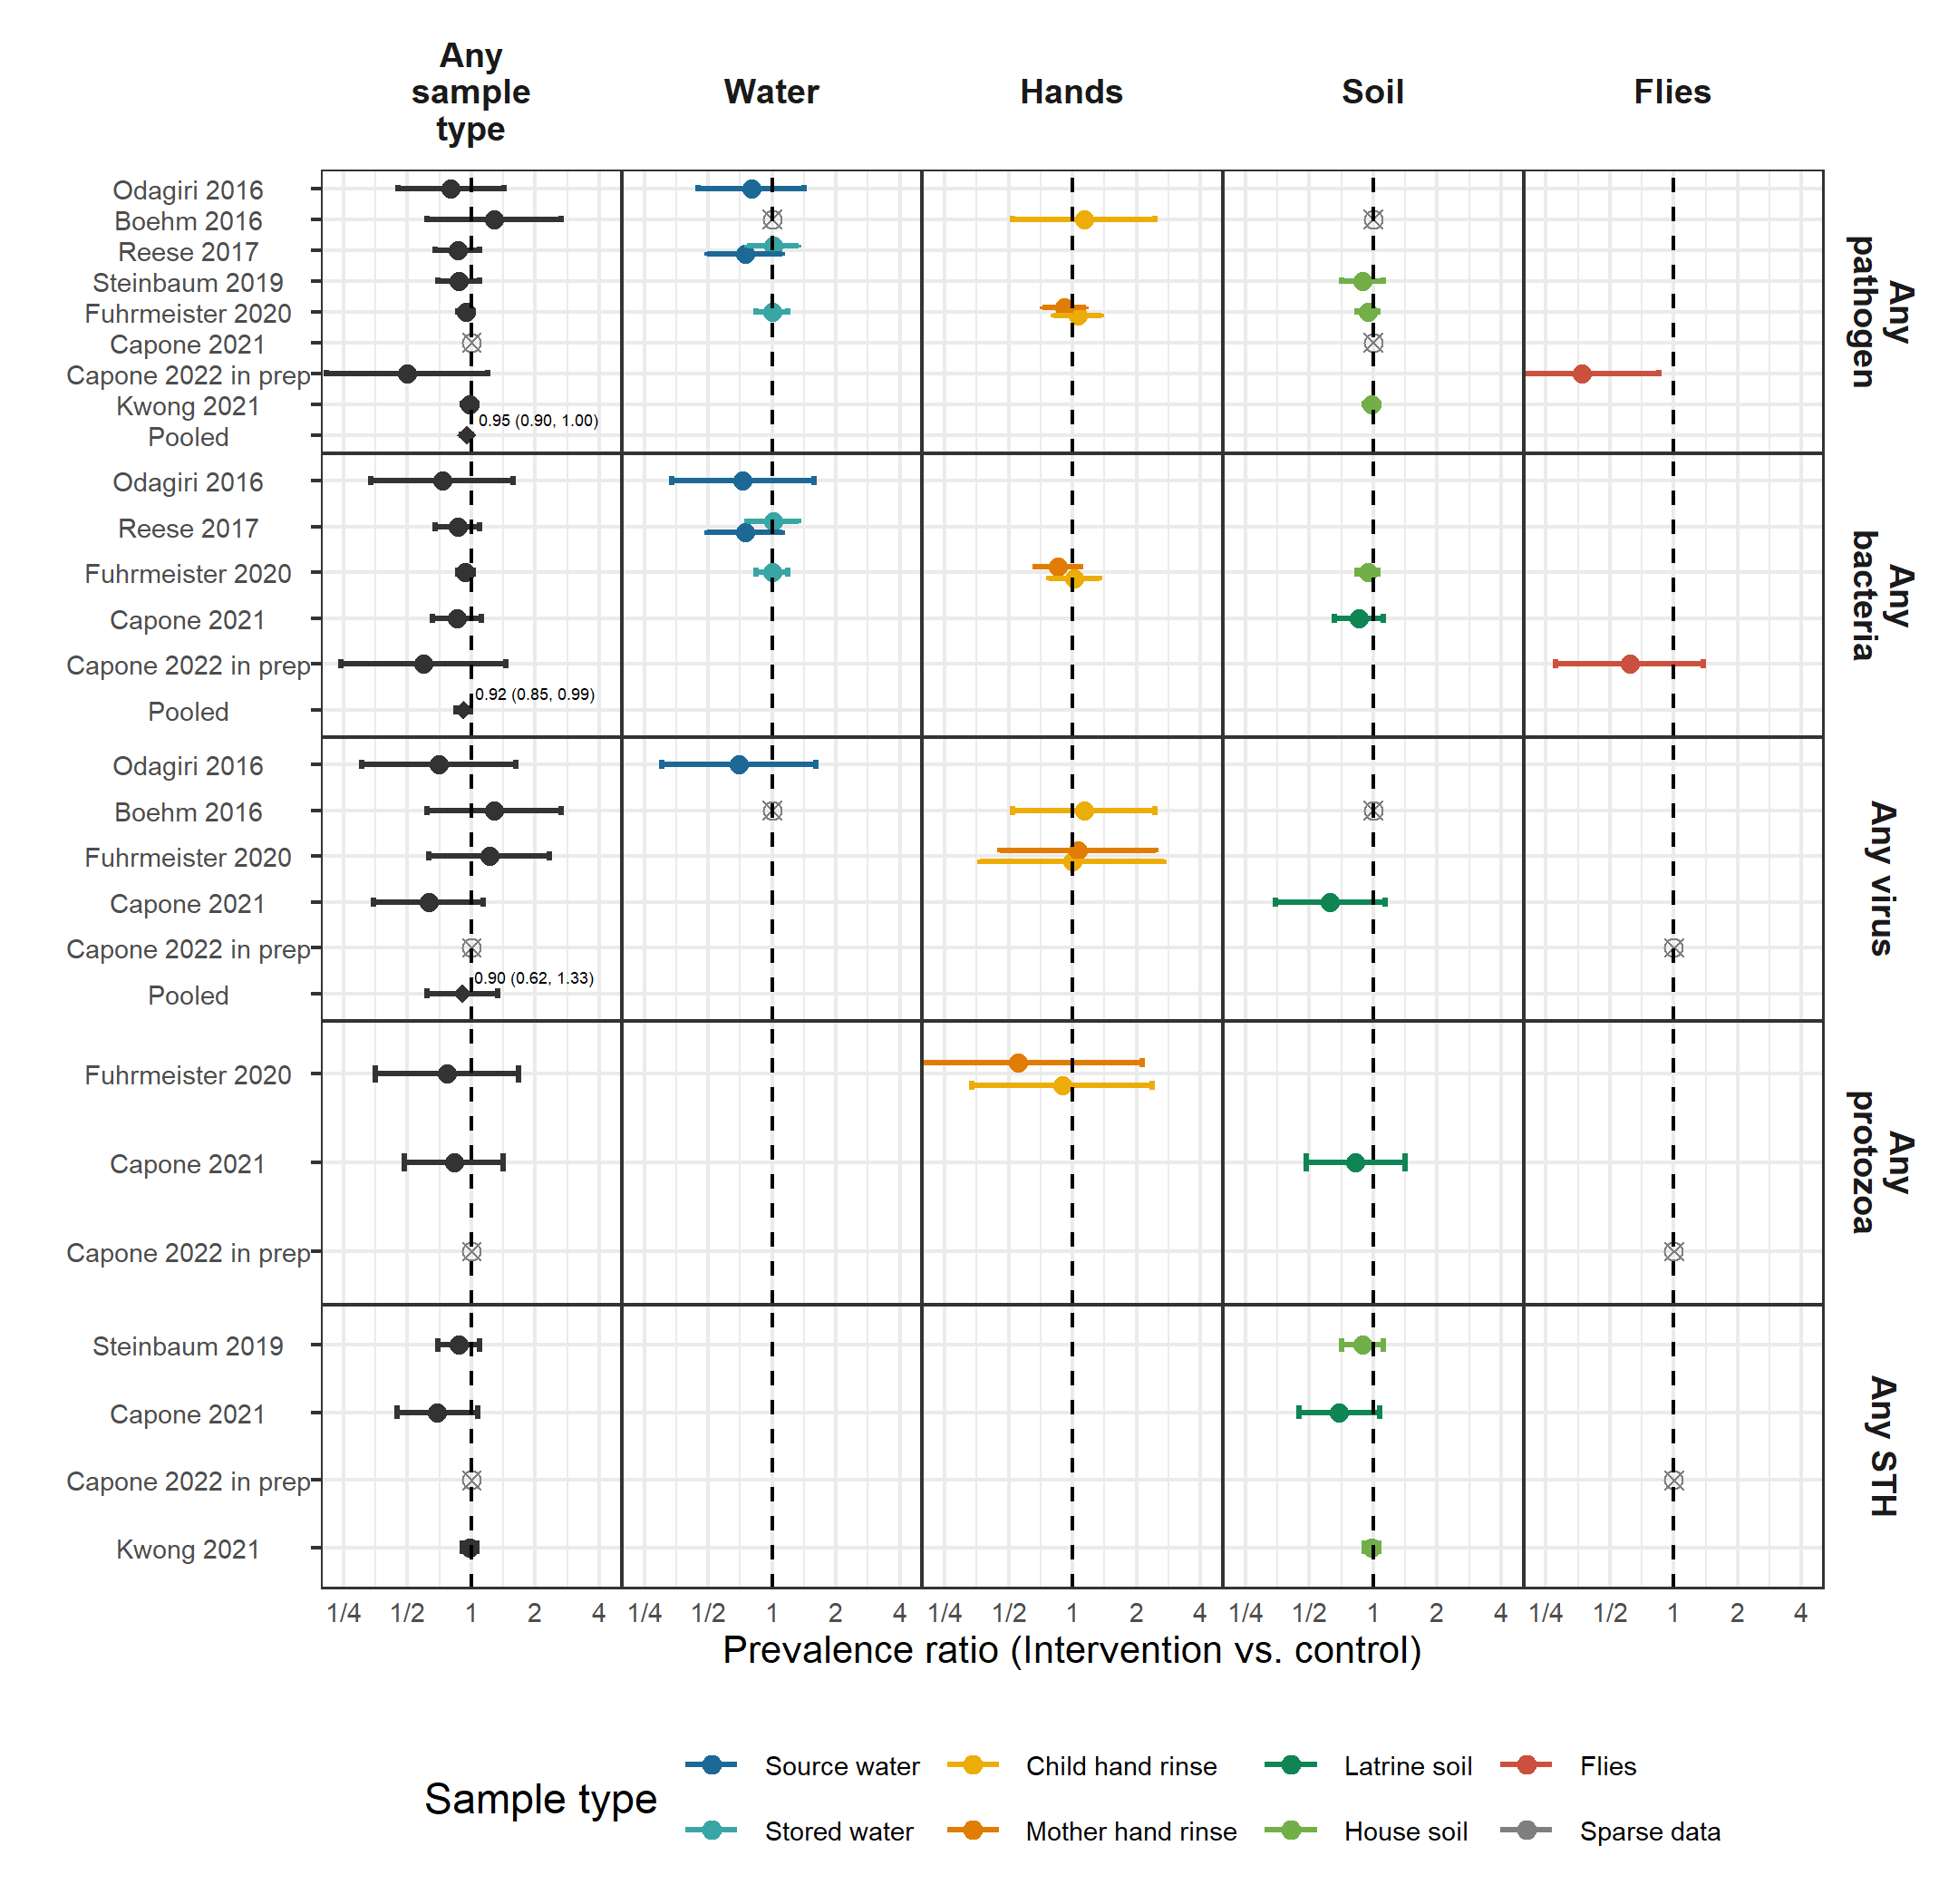 Any
sample
type
Water
Hands
Soil
Flies
Odagiri 2016
Boehm 2016
Reese 2017
Steinbaum 2019
Fuhrmeister 2020
Capone 2021
Capone 2022 in prep
Kwong 2021
Pooled
0.95 (0.90, 1.00)
Any
pathogen
Odagiri 2016
Reese 2017
Fuhrmeister 2020
Capone 2021
Capone 2022 in prep
Pooled
0.92 (0.85, 0.99)
Any
bacteria
Odagiri 2016
Boehm 2016
Fuhrmeister 2020
Capone 2021
Capone 2022 in prep
Pooled
0.90 (0.62, 1.33)
Any virus
Fuhrmeister 2020
Capone 2021
Capone 2022 in prep
Any
protozoa
Steinbaum 2019
Capone 2021
Capone 2022 in prep
Kwong 2021
Any STH
1/4 1/2 1 2 4 1/4 1/2 1 2 4 1/4 1/2 1 2 4 1/4 1/2 1 2 4 1/4 1/2 1 2 4
Prevalence ratio (Intervention vs. control)
Sample type
Source water Child hand rinse Latrine soil Flies
Stored water Mother hand rinse House soil Sparse data